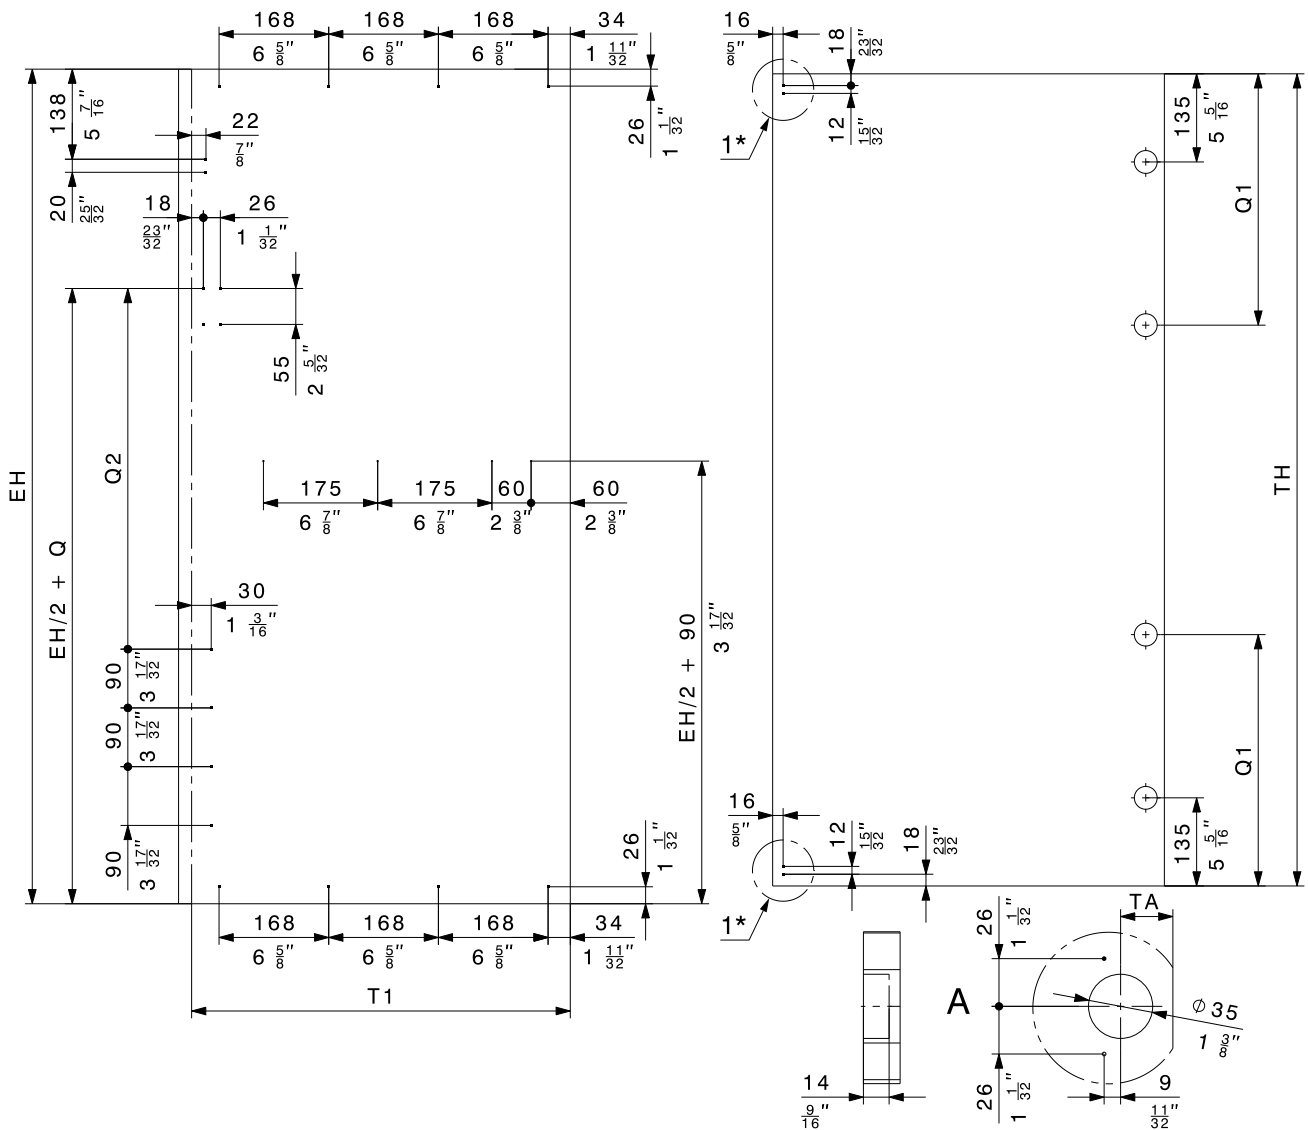 168 168 168 34
6 5/8" 6 5/8" 6 5/8" 1 11/32"
138
5 7/16"
22
7/8"
26
1 1/32"
20
25/32"
18 26
23/32" 1 1/32"
55
2 5/32"
EH
EH/2 + Q
Q2
175 175 60 60
6 7/8" 6 7/8" 2 3/8" 2 3/8"
30
1 3/16"
90
3 17/32"
90
3 17/32"
90
3 17/32"
EH/2 + 90
3 17/32"
26
1 1/32"
168 168 168 34
6 5/8" 6 5/8" 6 5/8" 1 11/32"
T1
16
5/8"
18
23/32"
12
15/32"
1*
135
5 5/16"
Q1
TH
Q1
16
5/8"
12
15/32"
18
23/32"
135
5 5/16"
1*
TA
26
1 1/32"
A
ϕ 35
1 3/8"
14
9/16"
26
1 1/32"
9
11/32"